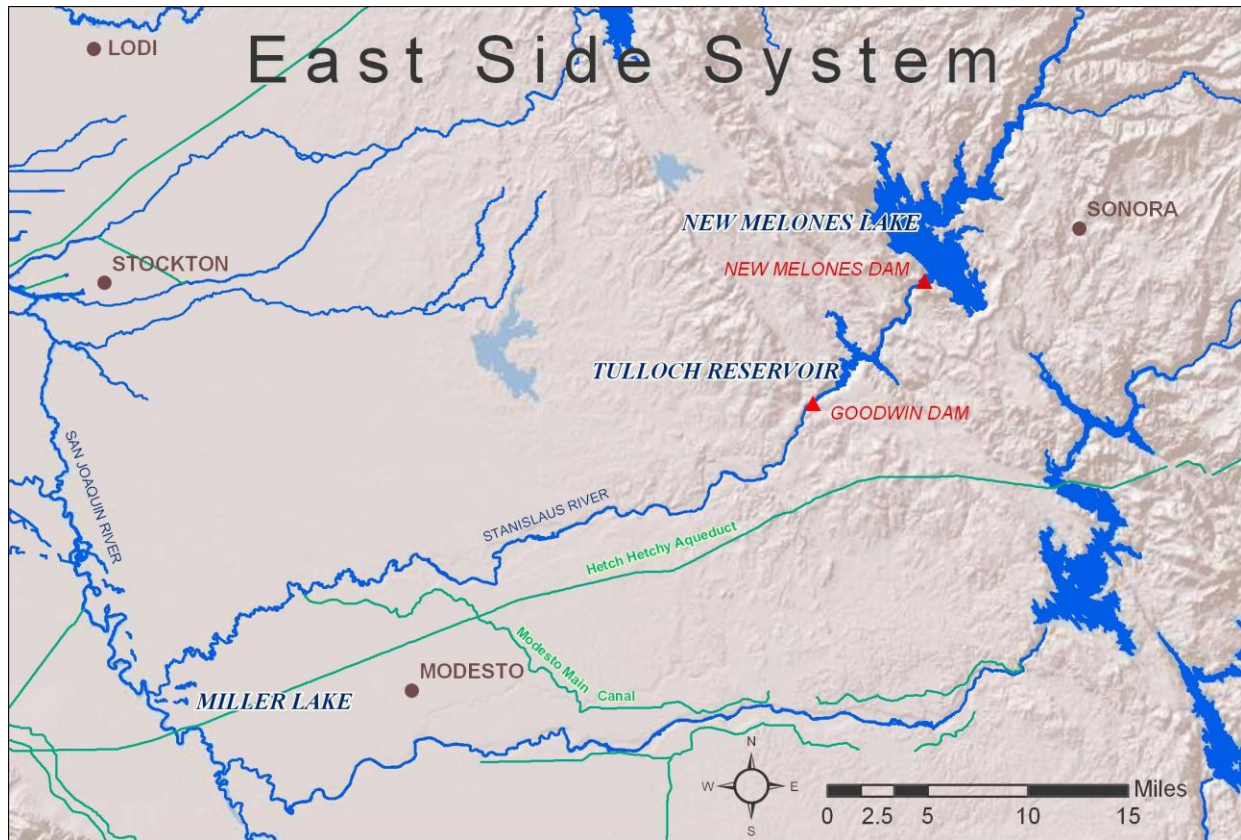 East Side System
LODI
NEW MELONES LAKE
SONORA
STOCKTON
NEW MELONES DAM
TULLOCH RESERVOIR
GOODWIN DAM
SAN JOAQUIN RIVER
STANISLAUS RIVER
Hetch Hetchy Aqueduct
Modesto Main
Canal
MODESTO
MILLER LAKE
N
W
E
S
Miles
0
2.5
5
10
15